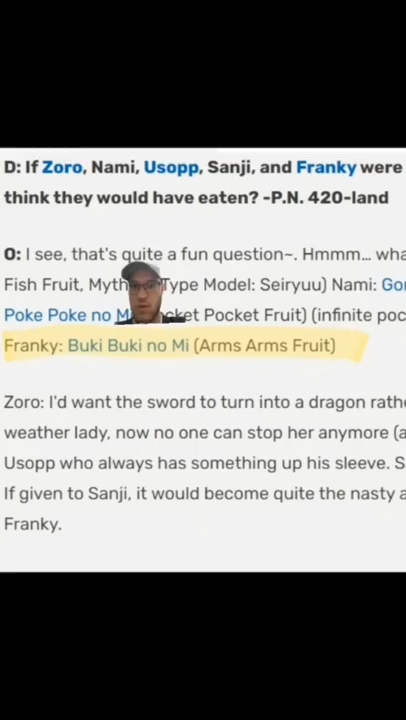 D: If Zoro, Nami, Usopp, Sanji, and Franky were
think they would have eaten? -P.N. 420-land
O: I see, that's quite a fun question~. Hmmm... wha
Fish Fruit, Myth Type Model: Seiryuu) Nami: Gor
Poke Poke no Mi cket Pocket Fruit) (infinite poc
Franky: Buki Buki no Mi (Arms Arms Fruit)
Zoro: I'd want the sword to turn into a dragon rathe
weather lady, now no one can stop her anymore (a
Usopp who always has something up his sleeve. S
If given to Sanji, it would become quite the nasty a
Franky.